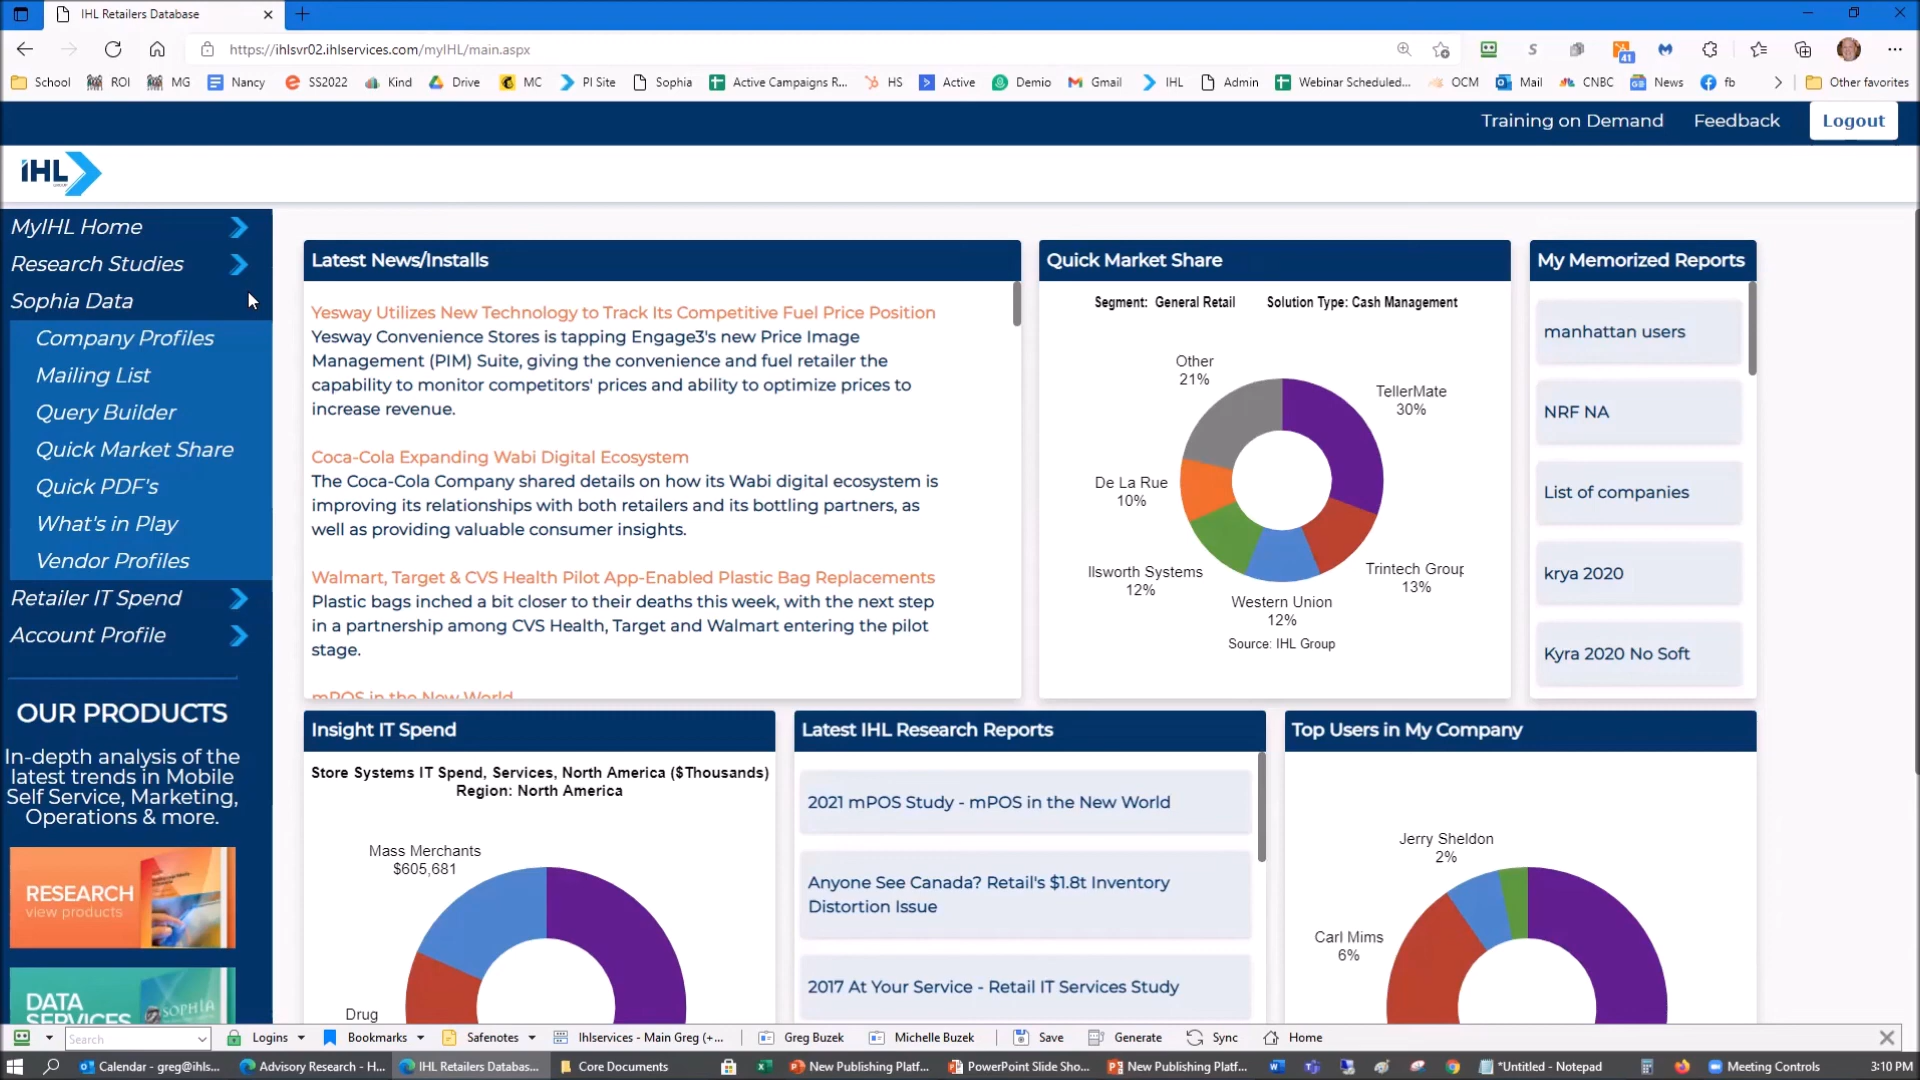 IHL Retailers Database
https://ihlsvr02.ihlservices.com/myIHL/main.aspx
41
School
ROI
MG
Nancy
SS2022
Kind
Drive
MC
PI Site
Sophia
Active Campaigns R...
HS
Active
Demio
Gmail
IHL
Admin
Webinar Scheduled...
OCM
Mail
CNBC
News
fb
Other favorites
Training on Demand
Feedback
Logout
IHL
MyIHL Home
Research Studies
Sophia Data
Company Profiles
Mailing List
Query Builder
Quick Market Share
Quick PDF's
What's in Play
Vendor Profiles
Retailer IT Spend
Account Profile
OUR PRODUCTS
In-depth analysis of the
latest trends in Mobile
Self Service, Marketing,
Operations & more.
RESEARCH
view products
DATA
SERVICES
SOPHIA
Latest News/Installs
Yesway Utilizes New Technology to Track Its Competitive Fuel Price Position
Yesway Convenience Stores is tapping Engage3's new Price Image
Management (PIM) Suite, giving the convenience and fuel retailer the
capability to monitor competitors' prices and ability to optimize prices to
increase revenue.
Coca-Cola Expanding Wabi Digital Ecosystem
The Coca-Cola Company shared details on how its Wabi digital ecosystem is
improving its relationships with both retailers and its bottling partners, as
well as providing valuable consumer insights.
Walmart, Target & CVS Health Pilot App-Enabled Plastic Bag Replacements
Plastic bags inched a bit closer to their deaths this week, with the next step
in a partnership among CVS Health, Target and Walmart entering the pilot
stage.
mPOS in the New World
Quick Market Share
Segment: General Retail
Solution Type: Cash Management
Other
21%
TellerMate
30%
De La Rue
10%
llsworth Systems
12%
Trintech Group
13%
Western Union
12%
Source: IHL Group
My Memorized Reports
manhattan users
NRF NA
List of companies
krya 2020
Kyra 2020 No Soft
Insight IT Spend
Store Systems IT Spend, Services, North America ($Thousands)
Region: North America
Mass Merchants
$605,681
Drug
Latest IHL Research Reports
2021 mPOS Study - mPOS in the New World
Anyone See Canada? Retail's $1.8t Inventory
Distortion Issue
2017 At Your Service - Retail IT Services Study
Top Users in My Company
Jerry Sheldon
2%
Carl Mims
6%
Search
Logins
Bookmarks
Safenotes
Ihlservices - Main Greg (+...
Greg Buzek
Michelle Buzek
Save
Generate
Sync
Home
Calendar - greg@ihls...
Advisory Research - H...
IHL Retailers Databas...
Core Documents
New Publishing Platf...
PowerPoint Slide Sho...
New Publishing Platf...
*Untitled - Notepad
Meeting Controls
3:10 PM